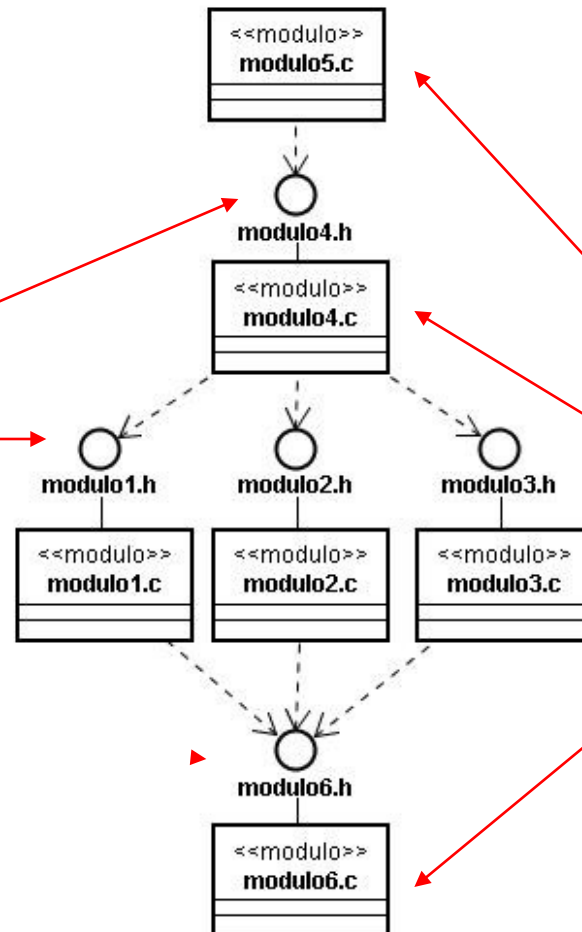 <<modulo>>
modulo5.c
modulo4.h
<<modulo>>
modulo4.c
modulo1.h
modulo2.h
modulo3.h
<<modulo>>
modulo1.c
<<modulo>>
modulo2.c
<<modulo>>
modulo3.c
modulo6.h
<<modulo>>
modulo6.c